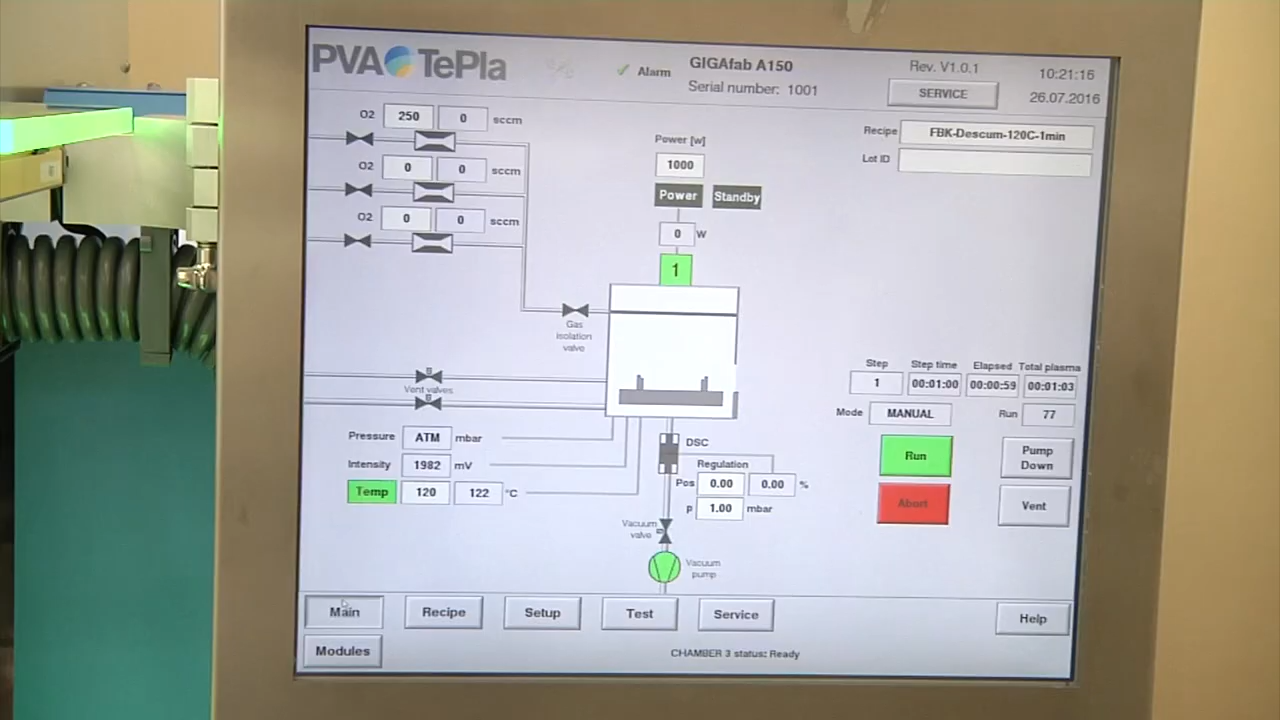 PVA TePla
Alarm
GIGAfab A150
Serial number: 1001
Rev. V1.0.1
SERVICE
10:21:16
26.07.2016
O2 250 0 sccm
O2 0 0 sccm
O2 0 0 sccm
Recipe FBK-Descum-120C-1min
Lot ID
Power [w]
1000
Power Standby
0 W
1
Gas
isolation
valve
Vent valves
Pressure ATM mbar
Intensity 1982 mV
Temp 120 122 °C
DSC
Regulation
Pos 0.00 0.00 %
p 1.00 mbar
Vacuum
valve
Vacuum
pump
Step Step time Elapsed Total plasma
1 00:01:00 00:00:59 00:01:03
Mode MANUAL Run 77
Run Pump
Down
Abort Vent
Main Recipe Setup Test Service Help
Modules
CHAMBER 3 status: Ready